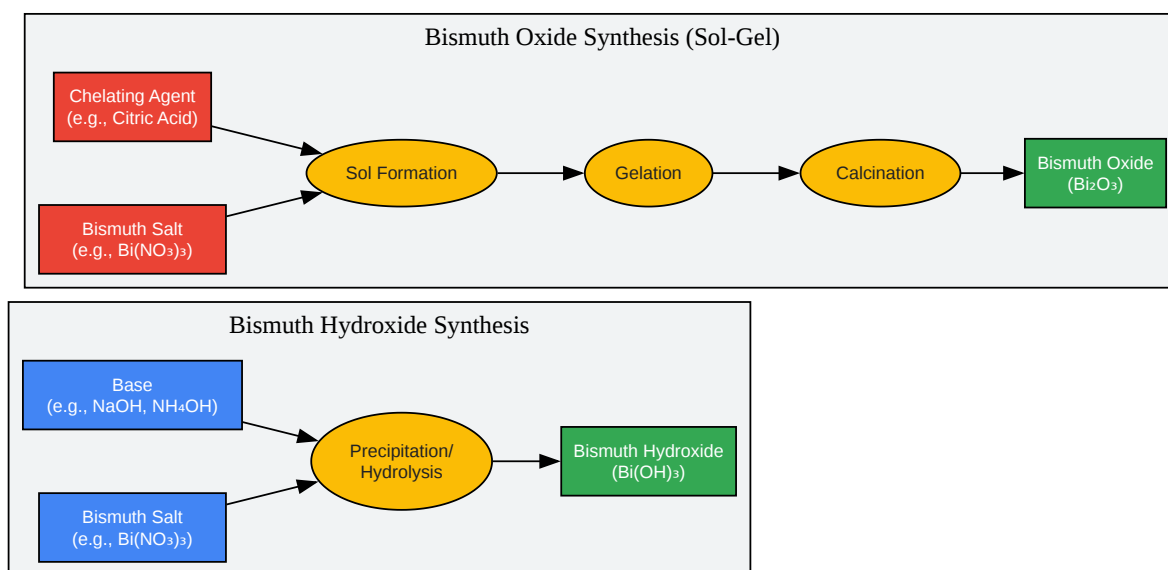 Bismuth Oxide Synthesis (Sol-Gel)
Chelating Agent
(e.g., Citric Acid)
Sol Formation
Gelation
Calcination
Bismuth Oxide
(Bi₂O₃)
Bismuth Salt
(e.g., Bi(NO₃)₃)
Bismuth Hydroxide Synthesis
Base
(e.g., NaOH, NH₄OH)
Precipitation/
Hydrolysis
Bismuth Hydroxide
(Bi(OH)₃)
Bismuth Salt
(e.g., Bi(NO₃)₃)